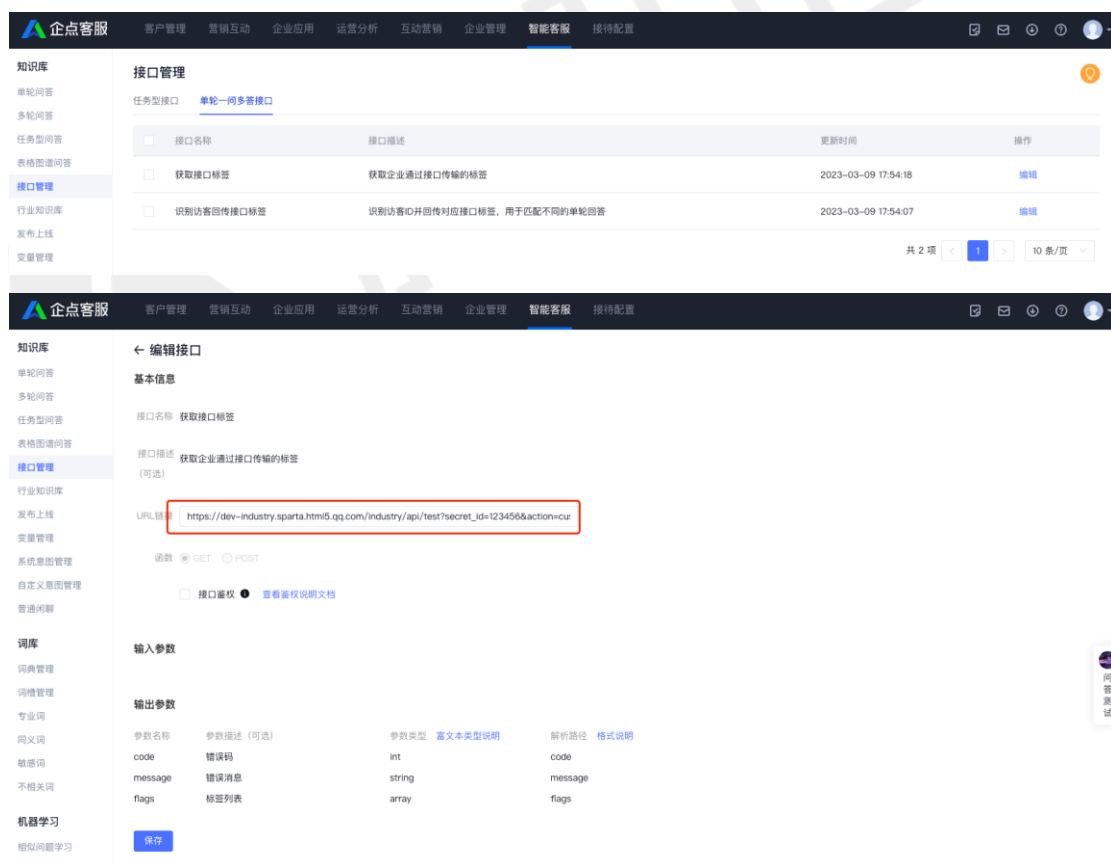 企点客服 客户管理 营销互动 企业应用 运营分析 互动营销 企业管理 智能客服 接待配置
知识库
单轮问答
多轮问答
任务型问答
表格图谱问答
接口管理
行业知识库
发布上线
变量管理
接口管理
任务型接口 单轮一问多答接口
接口名称 接口描述 更新时间 操作
获取接口标签 获取企业通过接口传输的标签 2023-03-09 17:54:18 编辑
识别访客回传接口标签 识别访客ID并回传对应接口标签，用于匹配不同的单轮回答 2023-03-09 17:54:07 编辑
共 2 项 < 1 > 10 条/页
企点客服 客户管理 营销互动 企业应用 运营分析 互动营销 企业管理 智能客服 接待配置
知识库
单轮问答
多轮问答
任务型问答
表格图谱问答
接口管理
行业知识库
发布上线
变量管理
系统意图管理
自定义意图管理
普通闲聊
词库
词典管理
词槽管理
专业词
同义词
敏感词
不相关词
机器学习
相似问题学习
← 编辑接口
基本信息
接口名称 获取接口标签
接口描述 获取企业通过接口传输的标签
(可选)
URL链接 https://dev-industry.sparta.html5.qq.com/industry/api/test?secret_id=123456&action=cu
函数 GET POST
接口鉴权 查看鉴权说明文档
输入参数
输出参数
参数名称 参数描述（可选） 参数类型 富文本类型说明 解析路径 格式说明
code 错误码 int code
message 错误消息 string message
flags 标签列表 array flags
保存
问
答
测
试